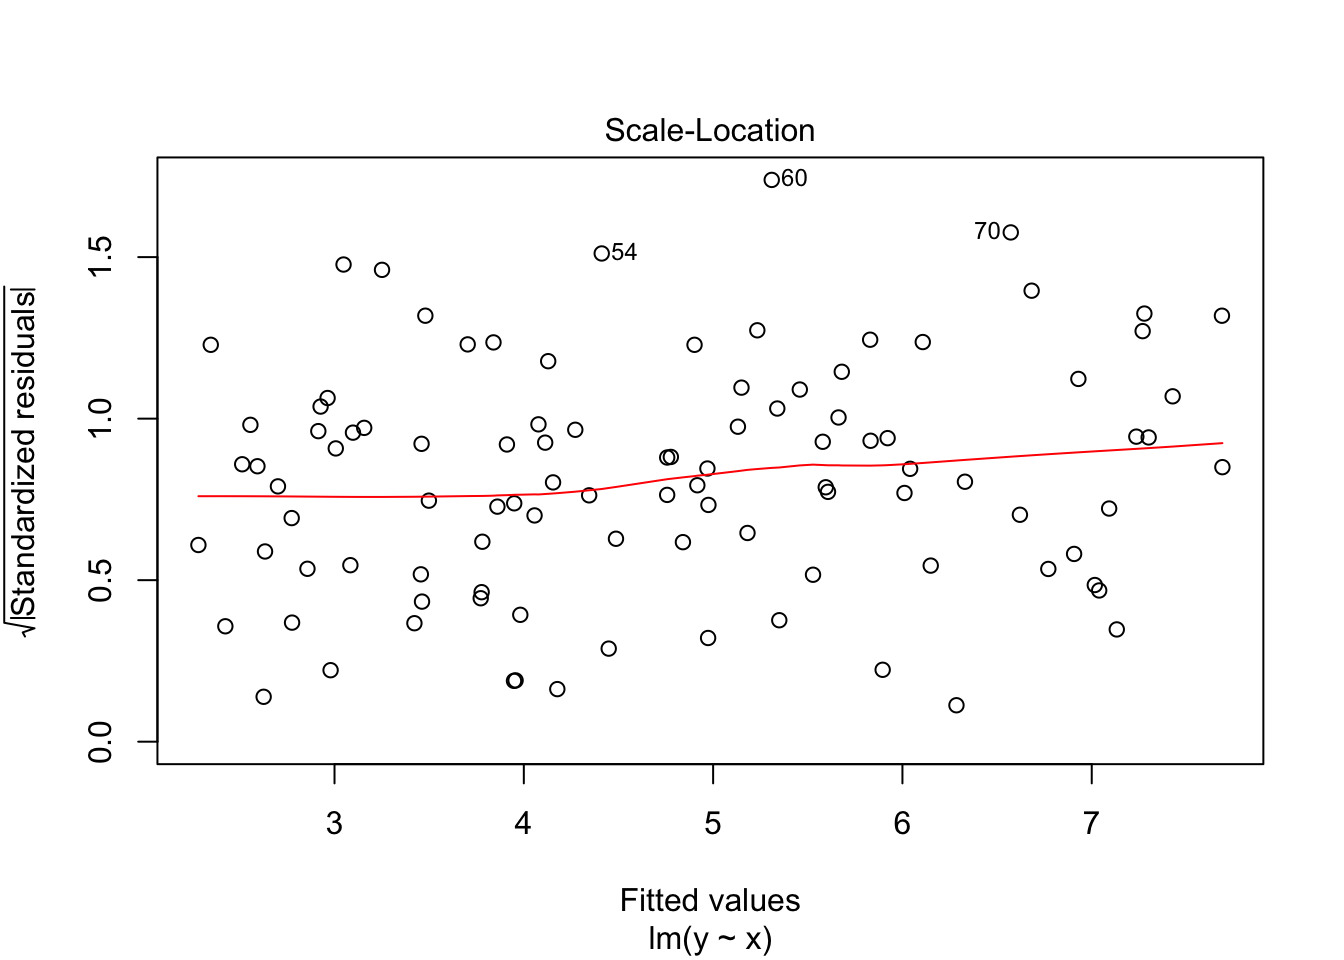 Scale-Location
60
70
54
√|Standardized residuals|
0.0
0.5
1.0
1.5
3 4 5 6 7
Fitted values
lm(y ~ x)